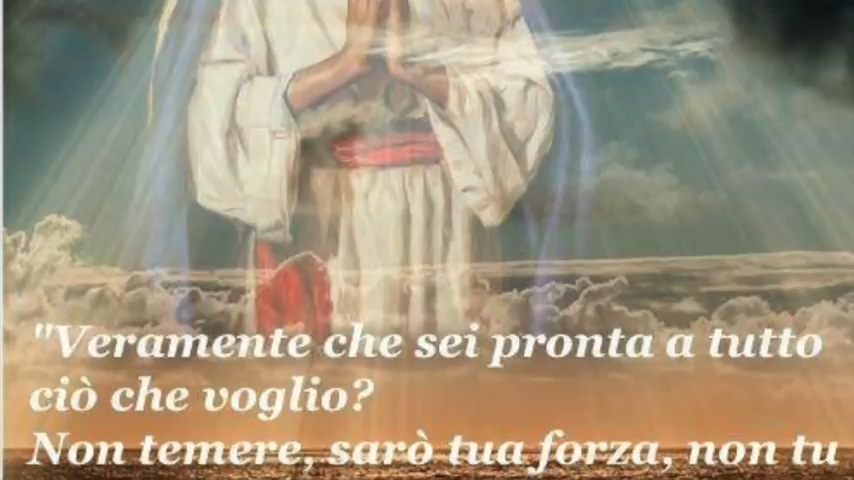 "Veramente che sei pronta a tutto
ciò che voglio?
Non temere, sarò tua forza, non tu